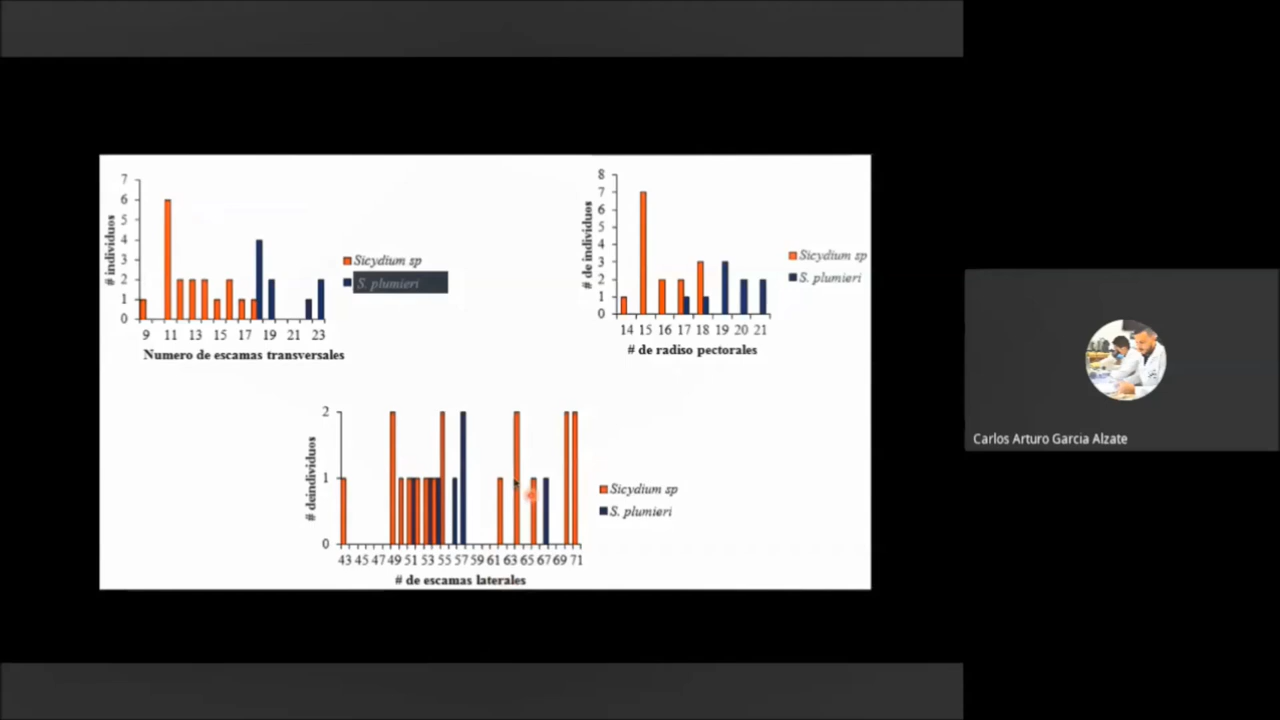 7
6
5
4
3
2
1
0
# individuos
9 11 13 15 17 19 21 23
Numero de escamas transversales
Sicydium sp
S. plumieri
8
7
6
5
4
3
2
1
0
# de individuos
14 15 16 17 18 19 20 21
# de radiso pectorales
Sicydium sp
S. plumieri
2
1
0
# deindividuos
43 45 47 49 51 53 55 57 59 61 63 65 67 69 71
# de escamas laterales
Sicydium sp
S. plumieri
Carlos Arturo Garcia Alzate